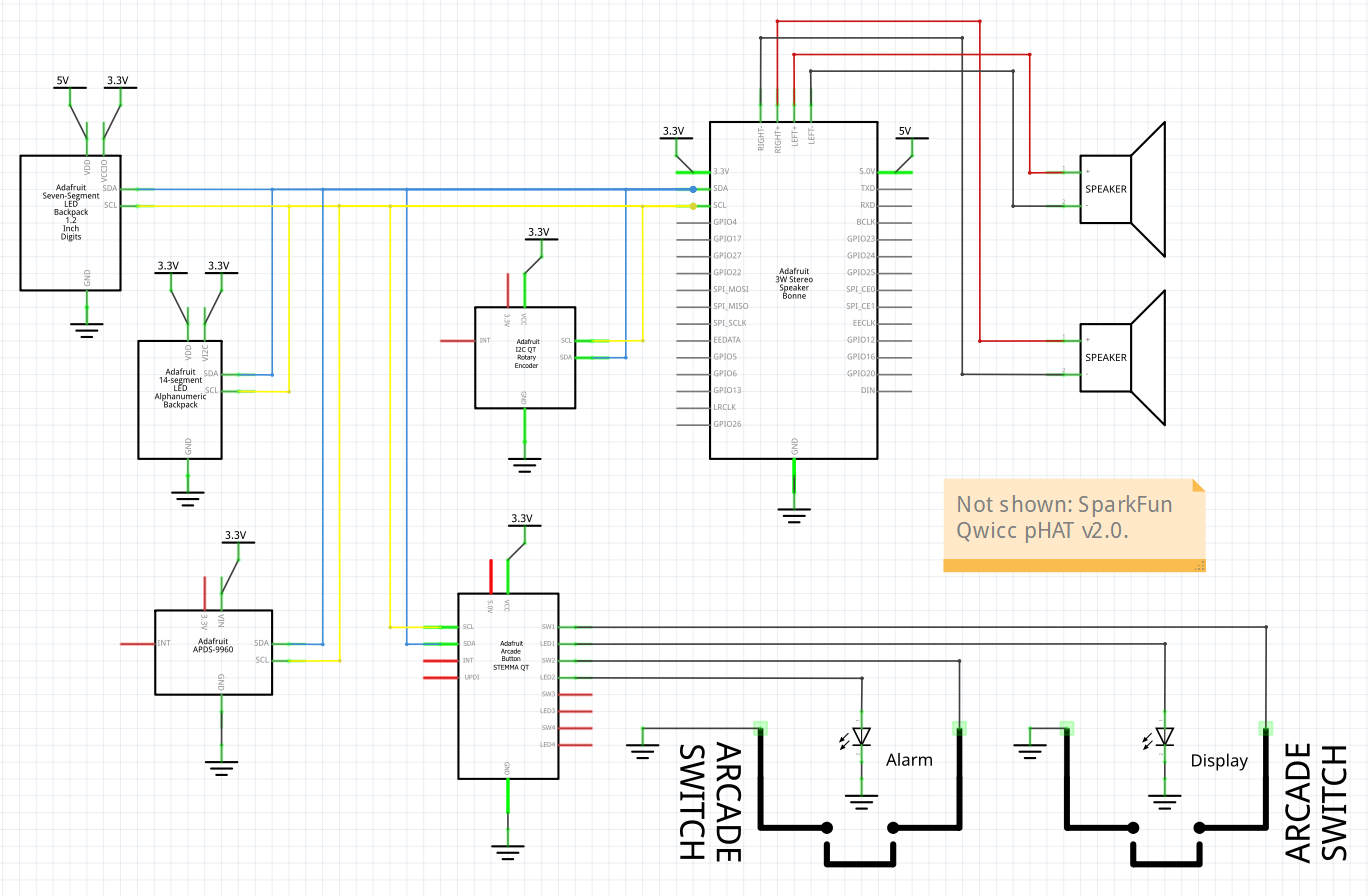 5V
3.3V
VDD
VCCIO
Adafruit
Seven-Segment
LED
Backpack
1.2
Inch
Digits
SDA
SCL
GND
3.3V
3.3V
VDD
VI2C
Adafruit
14-segment
LED
Alphanumeric
Backpack
SDA
SCL
GND
3.3V
3.3V
VIN
INT
Adafruit
APDS-9960
SDA
SCL
GND
3.3V
3.3V
VCC
INT
Adafruit
I2C QT
Rotary
Encoder
SCL
SDA
GND
3.3V
5.0V
VCC
SCL
SDA
INT
UPDI
Adafruit
Arcade
Button
STEMMA QT
SW1
LED1
SW2
LED2
SW3
LED3
SW4
LED4
GND
3.3V
5V
RIGHT-
RIGHT+
LEFT+
LEFT-
3.3V
SDA
SCL
GPIO4
GPIO17
GPIO27
GPIO22
SPI_MOSI
SPI_MISO
SPI_SCLK
EEDATA
GPIO5
GPIO6
GPIO13
LRCLK
GPIO26
Adafruit
3W Stereo
Speaker
Bonne
5.0V
TXD
RXD
BCLK
GPIO23
GPIO24
GPIO25
SPI_CE0
SPI_CE1
EECLK
GPIO12
GPIO16
GPIO20
DIN
GND
1
+
SPEAKER
2
-
1
+
SPEAKER
2
-
Not shown: SparkFun
Qwicc pHAT v2.0.
ARCADE
SWITCH
Alarm
Display
ARCADE
SWITCH